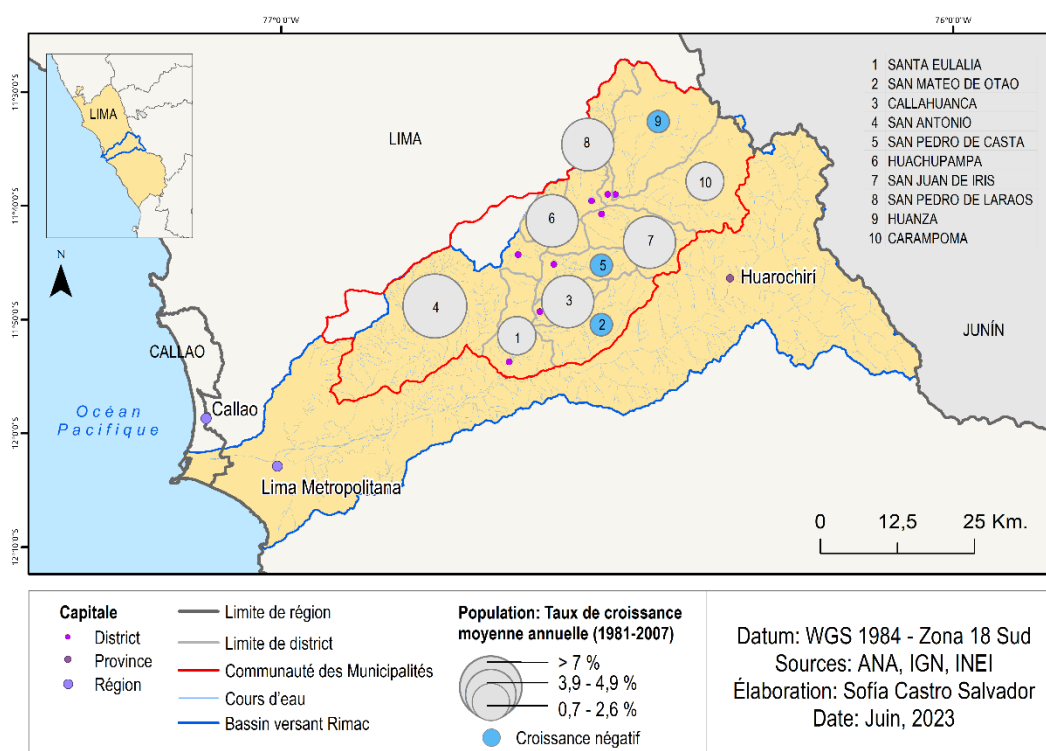 77°0'0"W
76°0'0"W
11°30'0"S
11°40'0"S
11°50'0"S
12°0'0"S
12°10'0"S
LIMA
LIMA
1 SANTA EULALIA
2 SAN MATEO DE OTAO
3 CALLAHUANCA
4 SAN ANTONIO
5 SAN PEDRO DE CASTA
6 HUACHUPAMPA
7 SAN JUAN DE IRIS
8 SAN PEDRO DE LARAOS
9 HUANZA
10 CARAMPOMA
9
8
10
6
7
5
4
3
2
1
N
Huarochirí
JUNÍN
CALLAO
Callao
Océan
Pacifique
Lima Metropolitana
0 12,5 25 Km.
Capitale
District
Province
Région
Limite de région
Limite de district
Communauté des Municipalités
Cours d'eau
Bassin versant Rimac
Population: Taux de croissance
moyenne annuelle (1981-2007)
> 7 %
3,9 - 4,9 %
0,7 - 2,6 %
Croissance négatif
Datum: WGS 1984 - Zona 18 Sud
Sources: ANA, IGN, INEI
Élaboration: Sofía Castro Salvador
Date: Juin, 2023